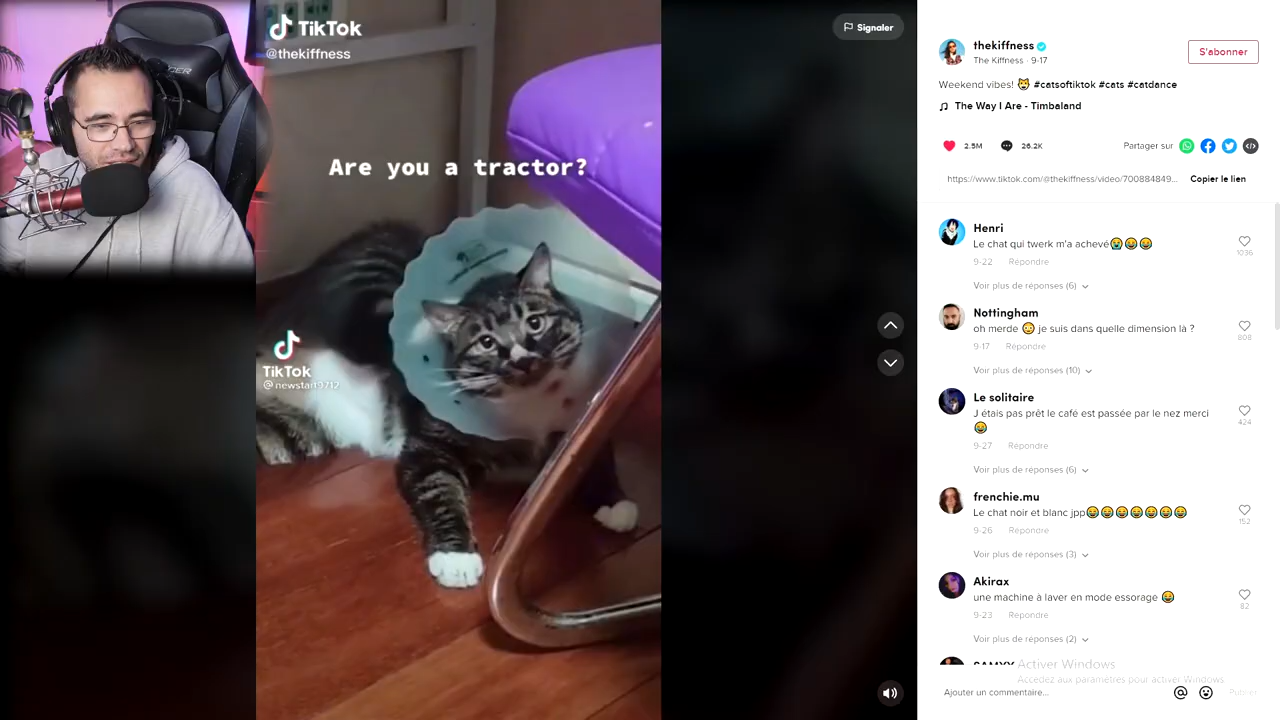 TikTok
@thekiffness
Are you a tractor?
TikTok
@newstart9712
Signaler
thekiffness
The Kiffness · 9-17
S'abonner
Weekend vibes! 😹 #catsoftiktok #cats #catdance
The Way I Are - Timbaland
2.5M
26.2K
Partager sur
https://www.tiktok.com/@thekiffness/video/700884849...
Copier le lien
Henri
Le chat qui twerk m'a achevé😭😂😂
1036
9-22 Répondre
Voir plus de réponses (6)
Nottingham
oh merde 😳 je suis dans quelle dimension là ?
808
9-17 Répondre
Voir plus de réponses (10)
Le solitaire
J étais pas prêt le café est passée par le nez merci
😂
424
9-27 Répondre
Voir plus de réponses (6)
frenchie.mu
Le chat noir et blanc jpp😂😂😂😂😂😂😂
152
9-26 Répondre
Voir plus de réponses (3)
Akirax
une machine à laver en mode essorage 😂
82
9-23 Répondre
Voir plus de réponses (2)
Activer Windows
Accédez aux paramètres pour activer Windows
Ajouter un commentaire...
Publier